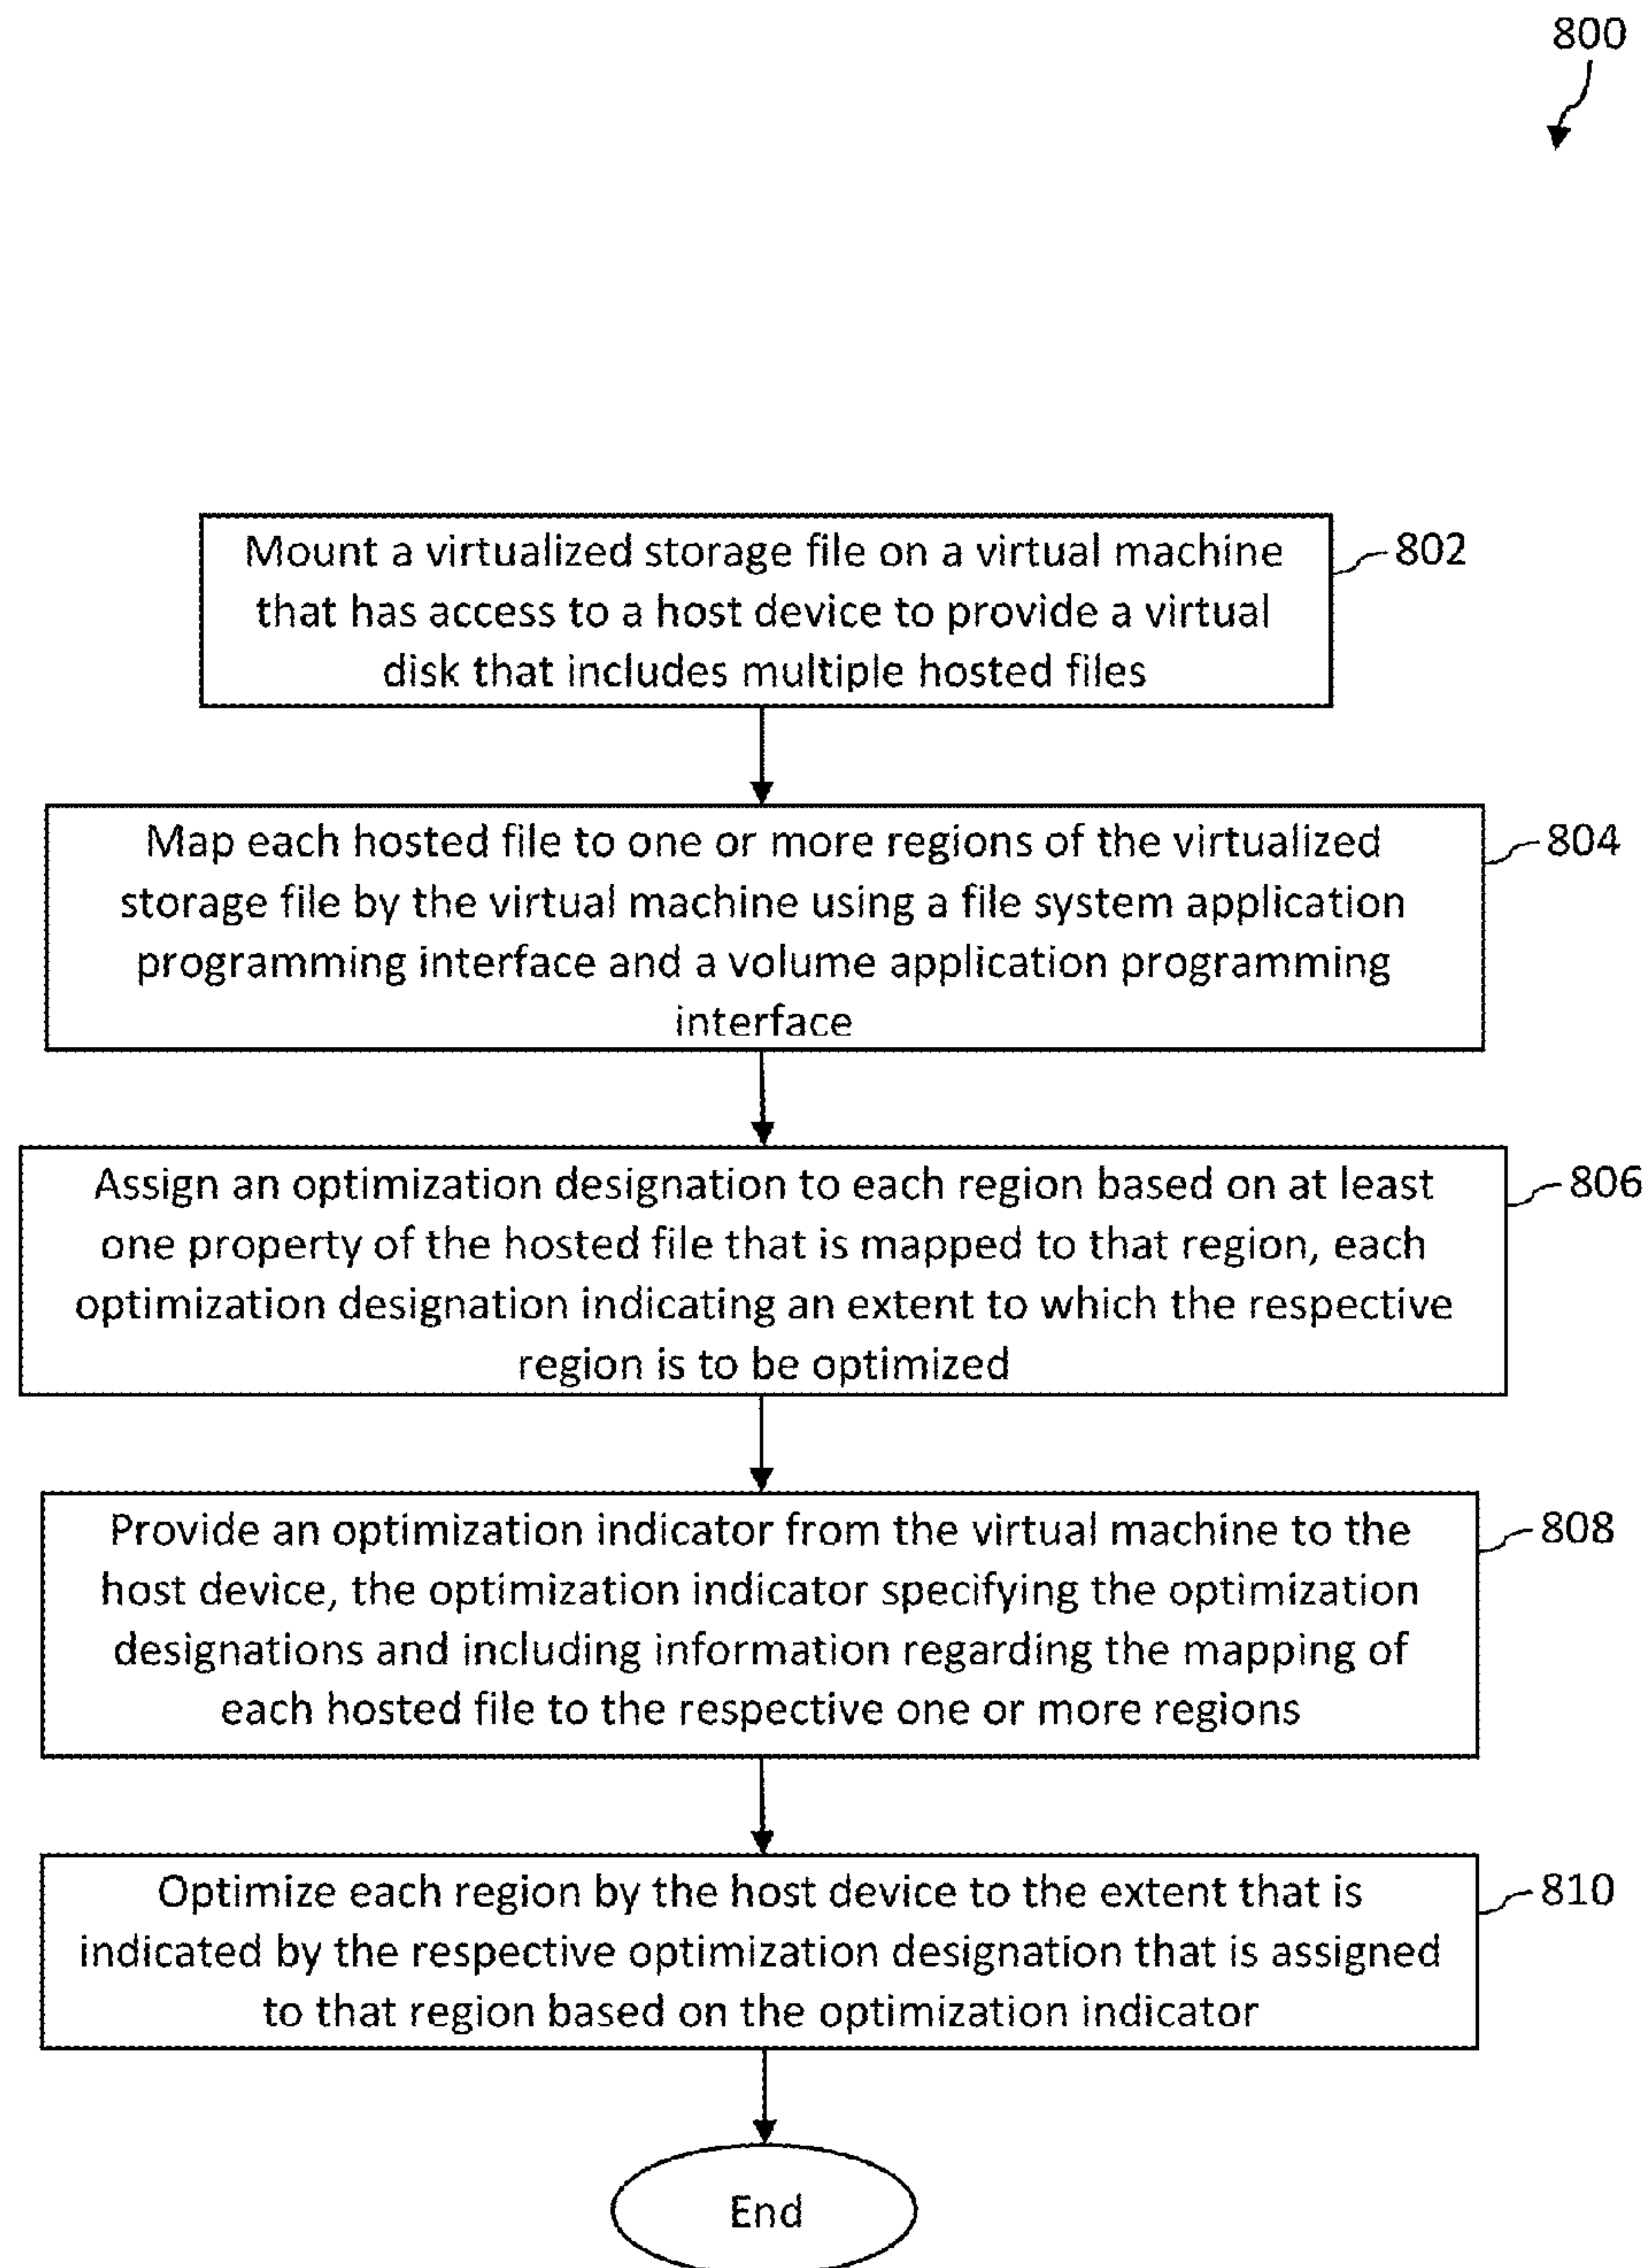 800
Mount a virtualized storage file on a virtual machine
802
that has access to a host device to provide a virtual
disk that includes multiple hosted files
Map each hosted file to one or more regions of the virtualized
804
storage file by the virtual machine using a file system application
programming interface and a volume application programming
interface
Assign an optimization designation to each region based on at least
806
one property of the hosted file that is mapped to that region, each
optimization designation indicating an extent to which the respective
region is to be optimized
Provide an optimization indicator from the virtual machine to the
808
host device, the optimization indicator specifying the optimization
designations and including information regarding the mapping of
each hosted file to the respective one or more regions
Optimize each region by the host device to the extent that is
810
indicated by the respective optimization designation that is assigned
to that region based on the optimization indicator
End